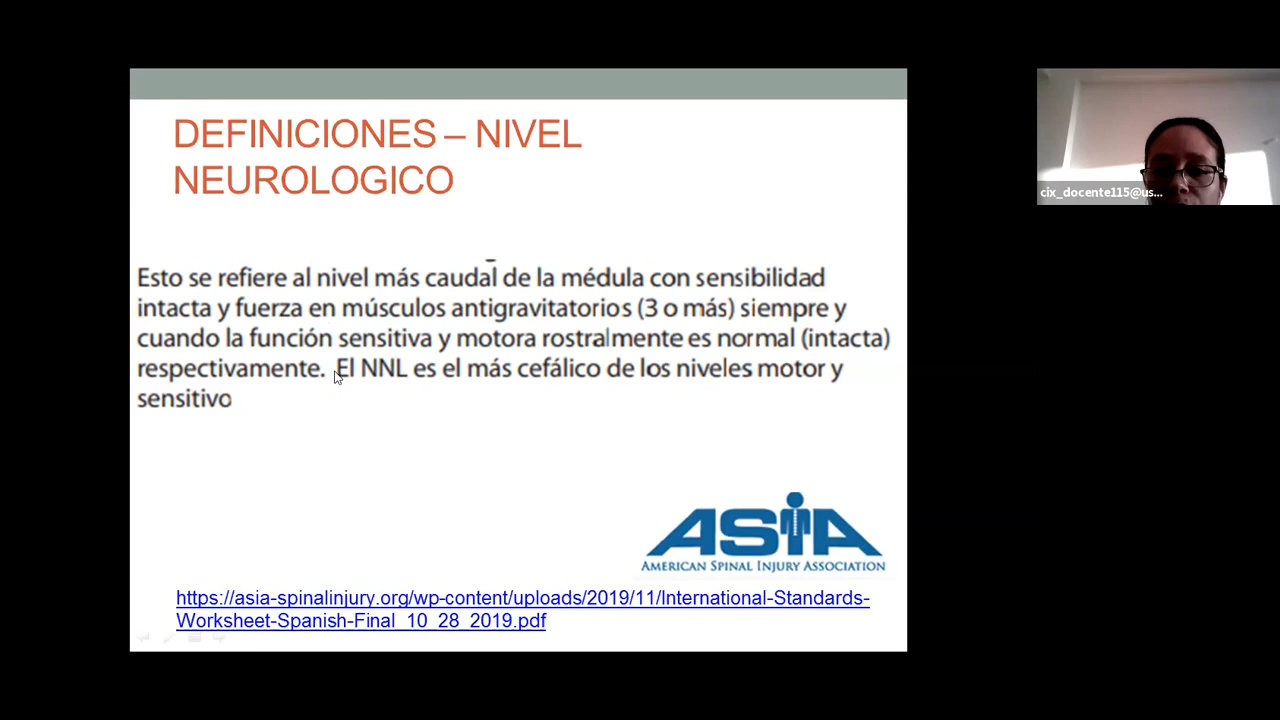 DEFINICIONES – NIVEL
NEUROLOGICO
Esto se refiere al nivel más caudal de la médula con sensibilidad
intacta y fuerza en músculos antigravitatorios (3 o más) siempre y
cuando la función sensitiva y motora rostralmente es normal (intacta)
respectivamente. El NNL es el más cefálico de los niveles motor y
sensitivo
ASIA
AMERICAN SPINAL INJURY ASSOCIATION
https://asia-spinalinjury.org/wp-content/uploads/2019/11/International-Standards-
Worksheet-Spanish-Final_10_28_2019.pdf
cix_docente115@us...